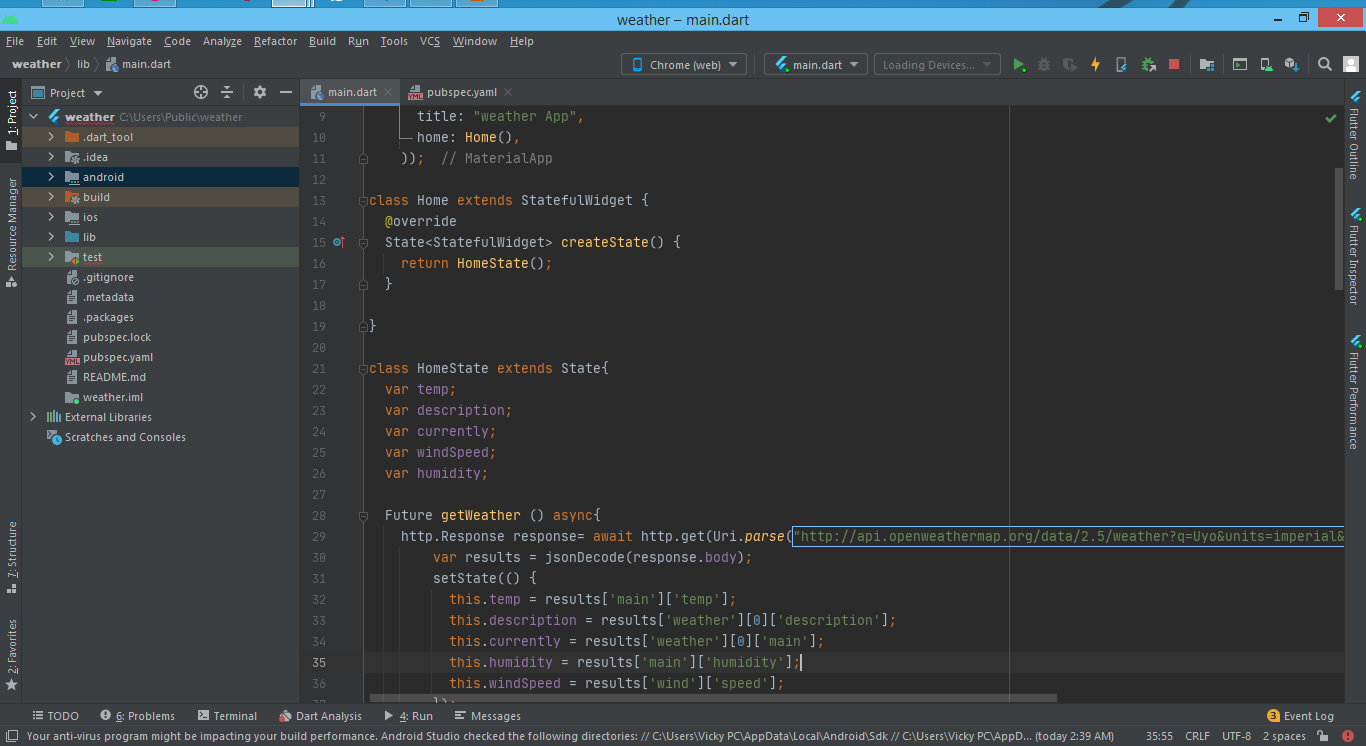 weather – main.dart
File Edit View Navigate Code Analyze Refactor Build Run Tools VCS Window Help
weather lib main.dart Chrome (web) main.dart Loading Devices...
Project main.dart pubspec.yaml
1: Project
Resource Manager
7: Structure
2: Favorites
weather C:\Users\Public\weather
.dart_tool
.idea
android
build
ios
lib
test
.gitignore
.metadata
.packages
pubspec.lock
pubspec.yaml
README.md
weather.iml
External Libraries
Scratches and Consoles
9 title: "weather App",
10 home: Home(),
11 )); // MaterialApp
12
13 class Home extends StatefulWidget {
14 @override
15 State<StatefulWidget> createState() {
16 return HomeState();
17 }
18
19 }
20
21 class HomeState extends State{
22 var temp;
23 var description;
24 var currently;
25 var windSpeed;
26 var humidity;
27
28 Future getWeather () async{
29 http.Response response= await http.get(Uri.parse("http://api.openweathermap.org/data/2.5/weather?q=Uyo&units=imperial&
30 var results = jsonDecode(response.body);
31 setState(() {
32 this.temp = results['main']['temp'];
33 this.description = results['weather'][0]['description'];
34 this.currently = results['weather'][0]['main'];
35 this.humidity = results['main']['humidity'];
36 this.windSpeed = results['wind']['speed'];
Flutter Outline
Flutter Inspector
Flutter Performance
TODO 6: Problems Terminal Dart Analysis 4: Run Messages 3 Event Log
Your anti-virus program might be impacting your build performance. Android Studio checked the following directories: // C:\Users\Vicky PC\AppData\Local\Android\Sdk // C:\Users\Vicky PC\AppD... (today 2:39 AM) 35:55 CRLF UTF-8 2 spaces